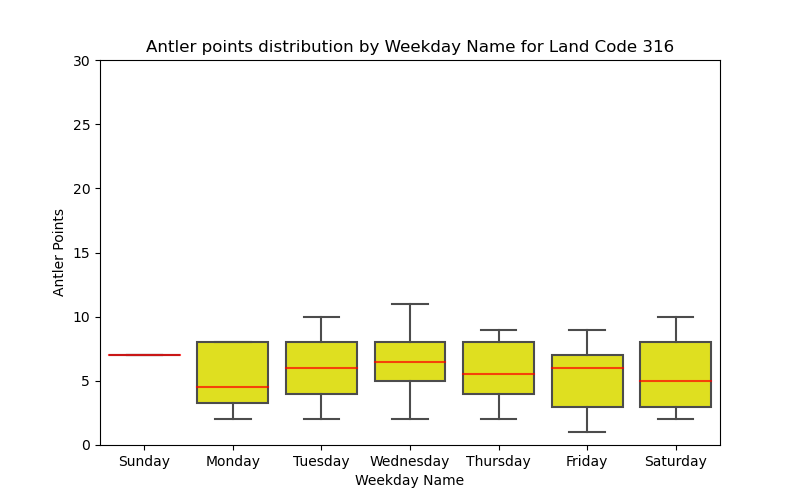 Antler points distribution by Weekday Name for Land Code 316
30
25
20
15
10
5
0
Antler Points
Sunday Monday Tuesday Wednesday Thursday Friday Saturday
Weekday Name